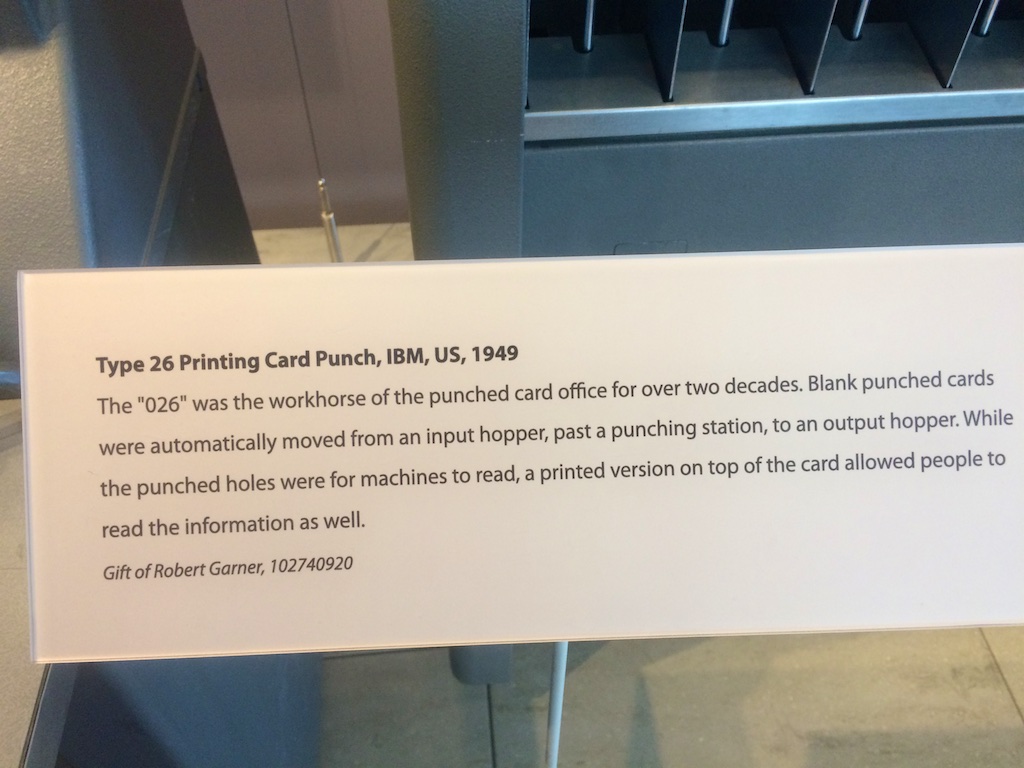 Type 26 Printing Card Punch, IBM, US, 1949
The "026" was the workhorse of the punched card office for over two decades. Blank punched cards
were automatically moved from an input hopper, past a punching station, to an output hopper. While
the punched holes were for machines to read, a printed version on top of the card allowed people to
read the information as well.
Gift of Robert Garner, 102740920